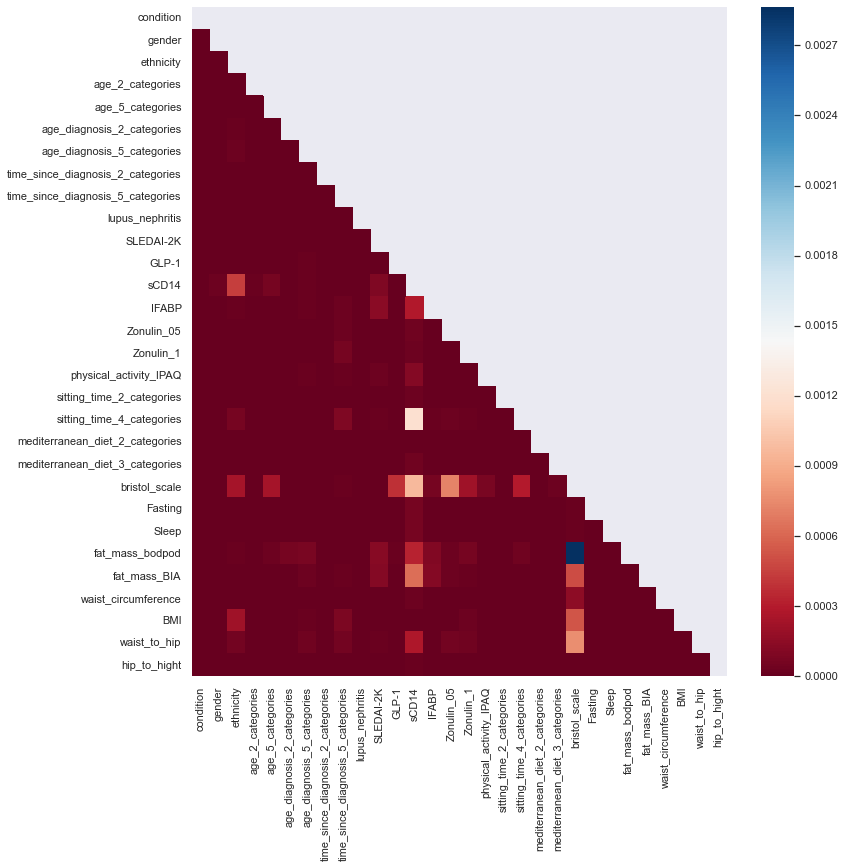 condition
gender
ethnicity
age_2_categories
age_5_categories
age_diagnosis_2_categories
age_diagnosis_5_categories
time_since_diagnosis_2_categories
time_since_diagnosis_5_categories
lupus_nephritis
SLEDAI-2K
GLP-1
sCD14
IFABP
Zonulin_05
Zonulin_1
physical_activity_IPAQ
sitting_time_2_categories
sitting_time_4_categories
mediterranean_diet_2_categories
mediterranean_diet_3_categories
bristol_scale
Fasting
Sleep
fat_mass_bodpod
fat_mass_BIA
waist_circumference
BMI
waist_to_hip
hip_to_hight
condition
gender
ethnicity
age_2_categories
age_5_categories
age_diagnosis_2_categories
age_diagnosis_5_categories
time_since_diagnosis_2_categories
time_since_diagnosis_5_categories
lupus_nephritis
SLEDAI-2K
GLP-1
sCD14
IFABP
Zonulin_05
Zonulin_1
physical_activity_IPAQ
sitting_time_2_categories
sitting_time_4_categories
mediterranean_diet_2_categories
mediterranean_diet_3_categories
bristol_scale
Fasting
Sleep
fat_mass_bodpod
fat_mass_BIA
waist_circumference
BMI
waist_to_hip
hip_to_hight
0.0027
0.0024
0.0021
0.0018
0.0015
0.0012
0.0009
0.0006
0.0003
0.0000